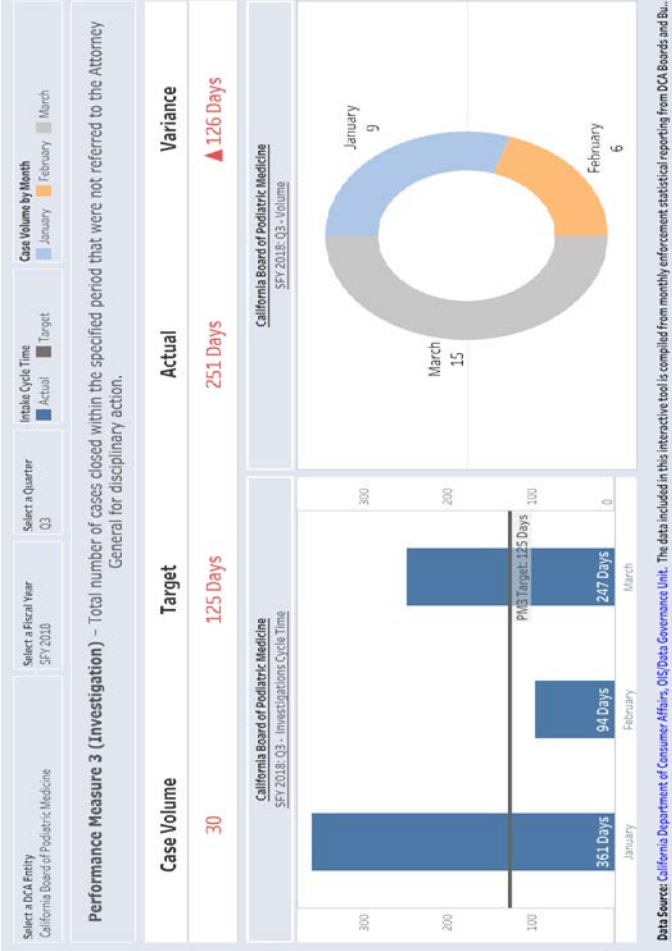 Select a DCA Entity
California Board of Podiatric Medicine
Select a Fiscal Year
SFY 2018
Select a Quarter
Q3
Intake Cycle Time
Actual
Target
Case Volume by Month
January
February
March
Performance Measure 3 (Investigation) – Total number of cases closed within the specified period that were not referred to the Attorney
General for disciplinary action.
Case Volume
Target
Actual
Variance
30
125 Days
251 Days
▲ 126 Days
California Board of Podiatric Medicine
SFY 2018: Q3 - Investigations Cycle Time
300
200
100
PM3 Target: 125 Days
361 Days
94 Days
247 Days
300
200
100
0
January
February
March
California Board of Podiatric Medicine
SFY 2018: Q3 - Volume
January
9
February
6
March
15
Data Source: California Department of Consumer Affairs, OIS/Data Governance Unit. The data included in this interactive tool is compiled from monthly enforcement statistical reporting from DCA Boards and Bu..